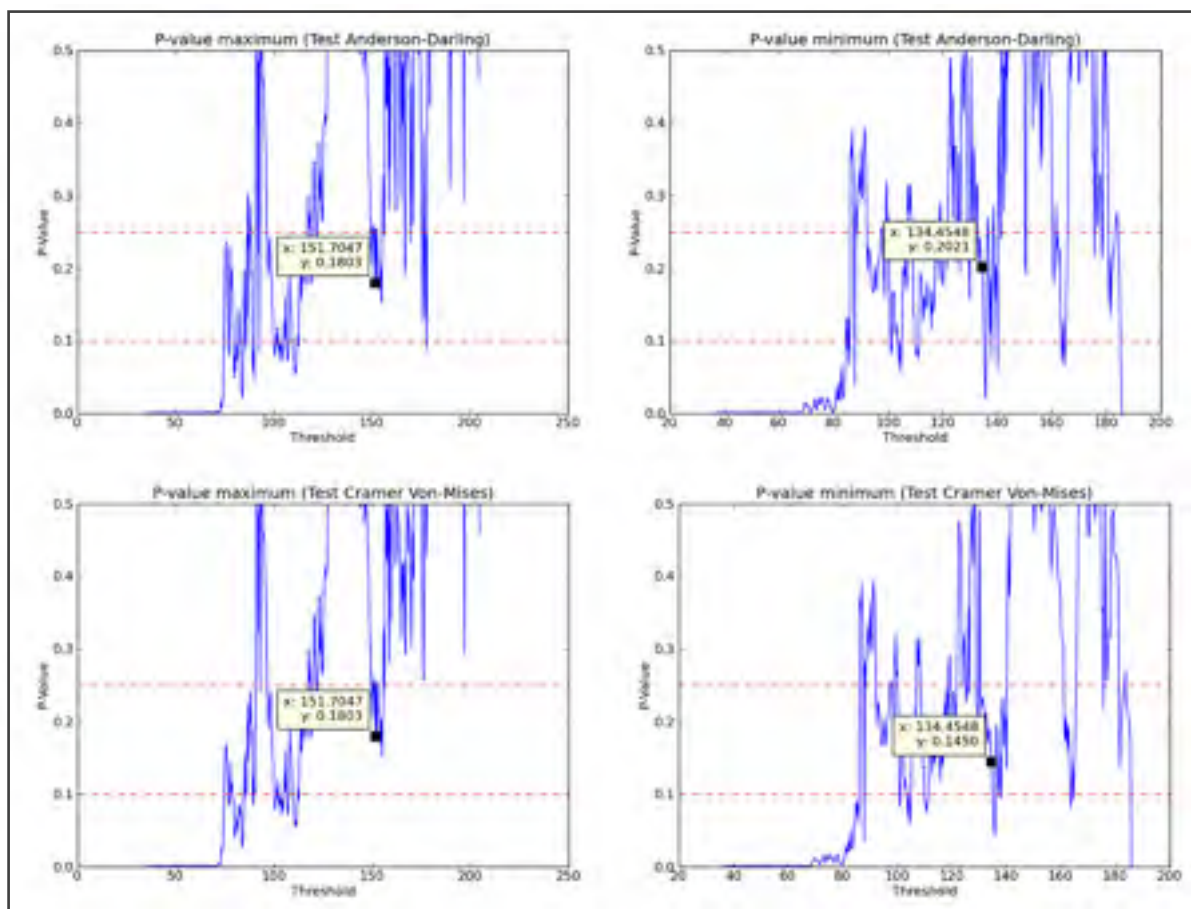 P-value maximum (Test Anderson-Darling)
0.5
0.4
0.3
0.2
0.1
0.0
P-Value
x: 151.7047
y: 0.1803
0
50
100
150
200
250
Threshold
P-value minimum (Test Anderson-Darling)
0.5
0.4
0.3
0.2
0.1
0.0
P-Value
x: 134.4548
y: 0.2021
20
40
60
80
100
120
140
160
180
200
Threshold
P-value maximum (Test Cramer Von-Mises)
0.5
0.4
0.3
0.2
0.1
0.0
P-Value
x: 151.7047
y: 0.1803
0
50
100
150
200
250
Threshold
P-value minimum (Test Cramer Von-Mises)
0.5
0.4
0.3
0.2
0.1
0.0
P-Value
x: 134.4548
y: 0.1450
20
40
60
80
100
120
140
160
180
200
Threshold